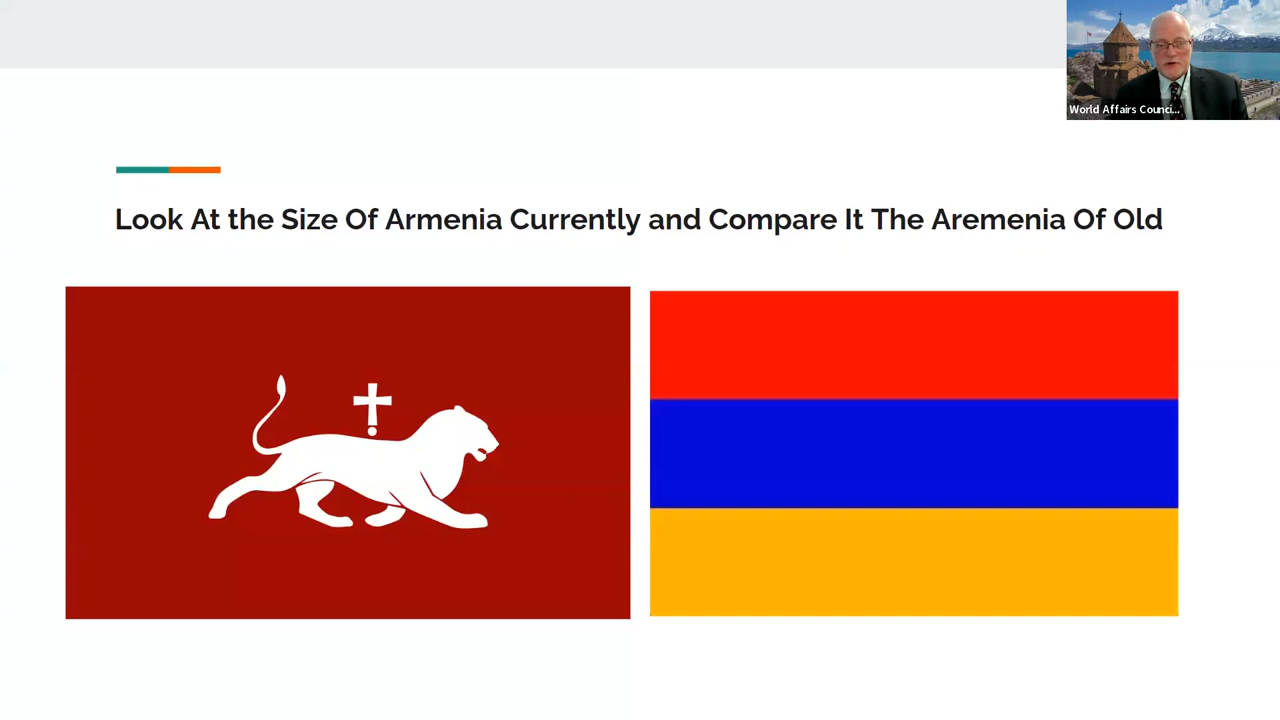 World Affairs Counci...
Look At the Size Of Armenia Currently and Compare It The Aremenia Of Old